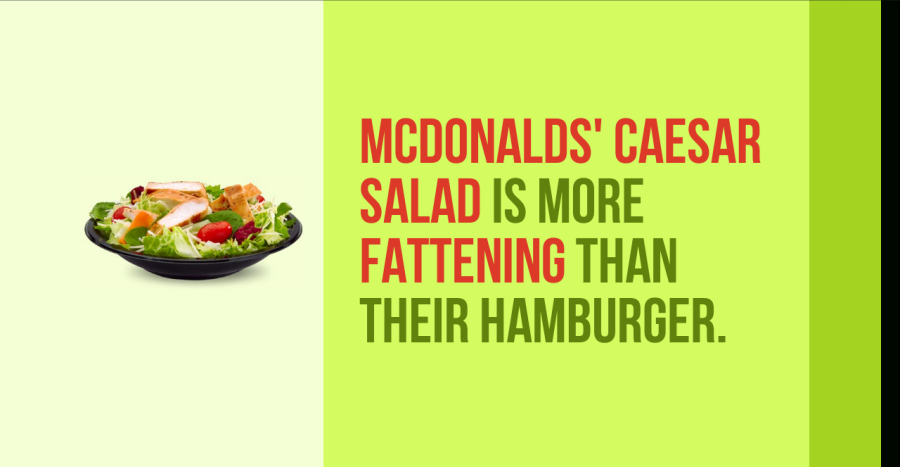 MCDONALDS' CAESAR
SALAD IS MORE
FATTENING THAN
THEIR HAMBURGER.